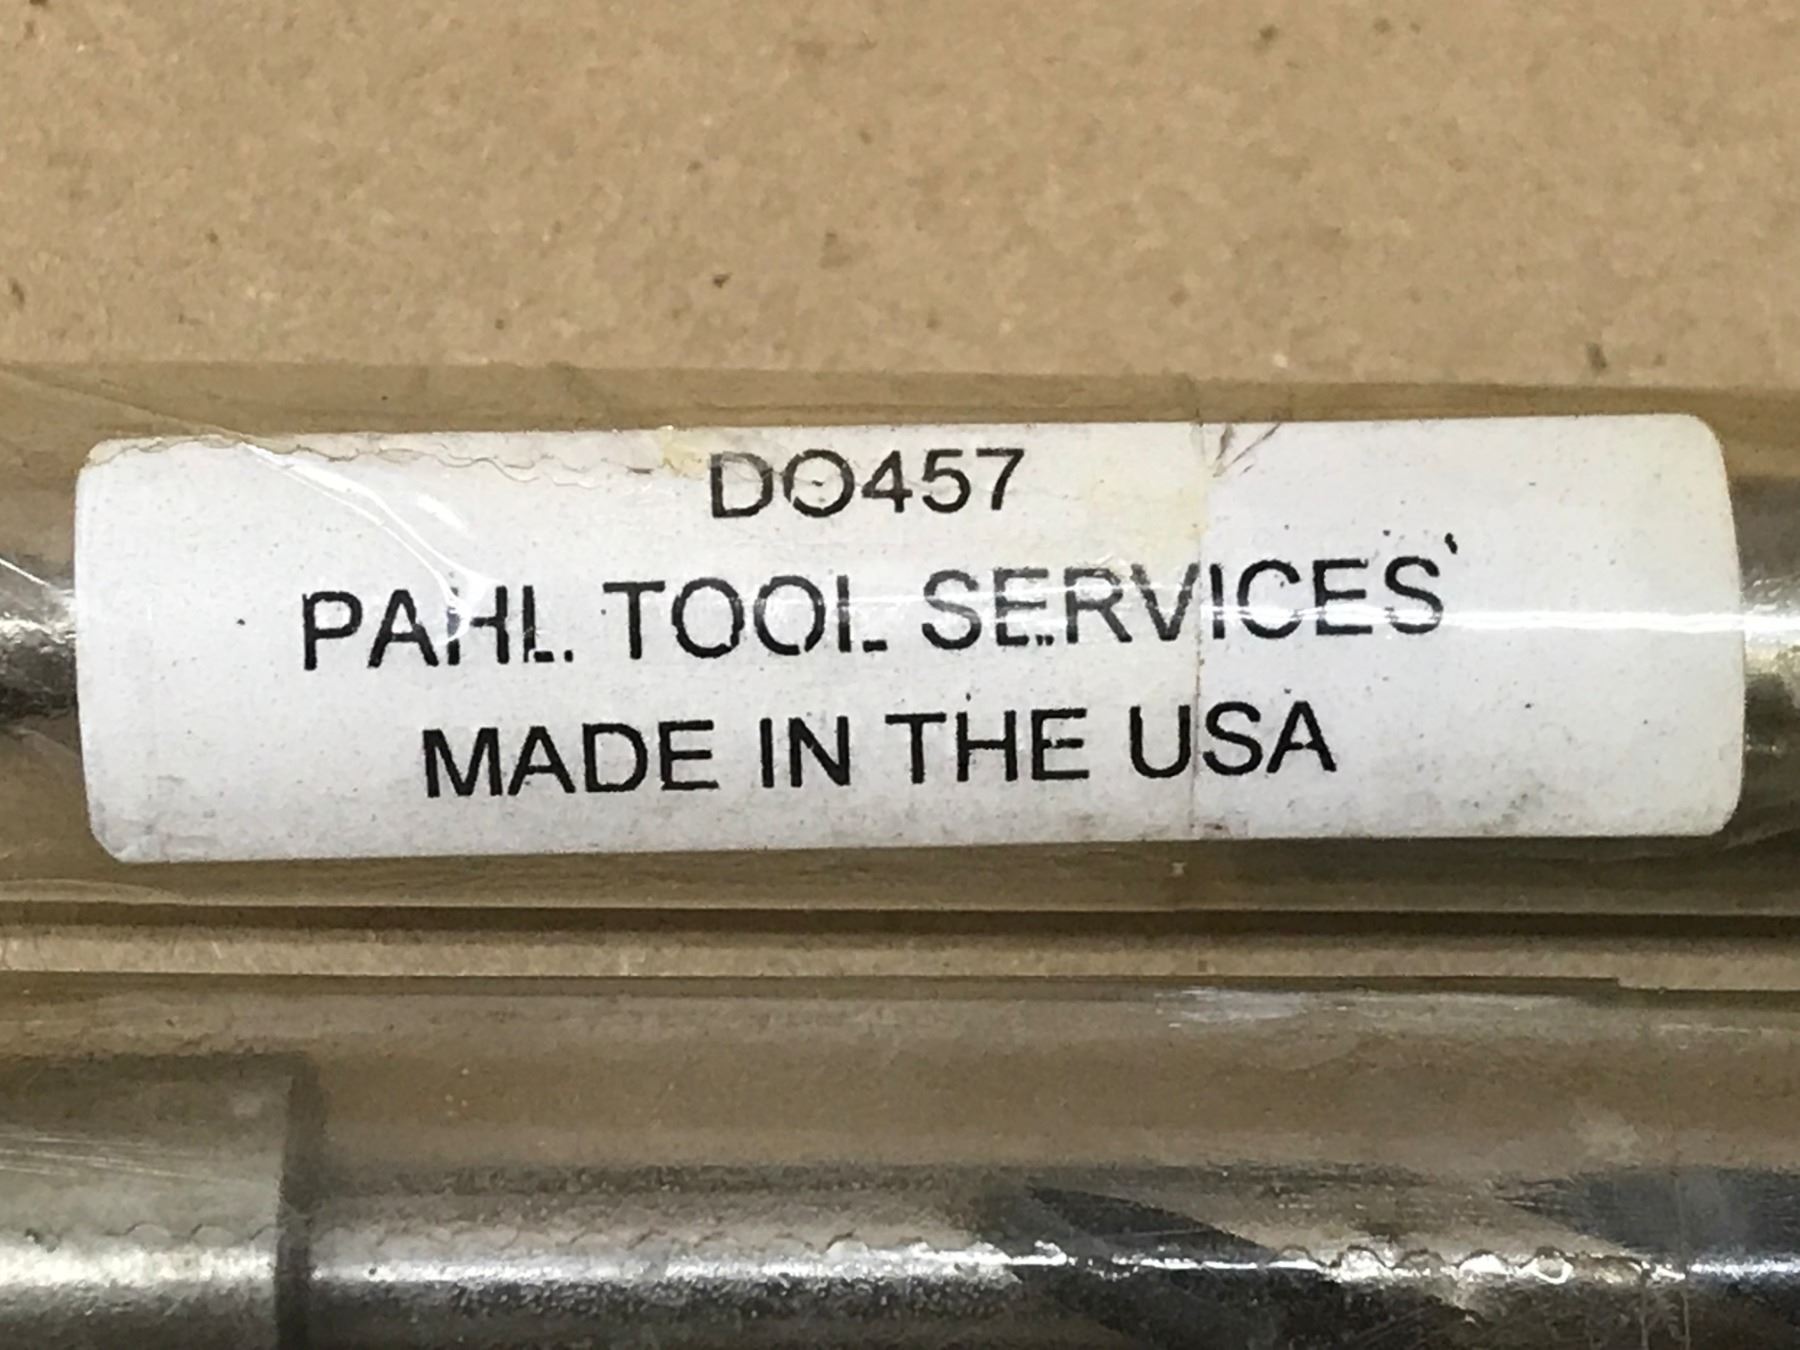 DO457
PAHL TOOL SERVICES
MADE IN THE USA